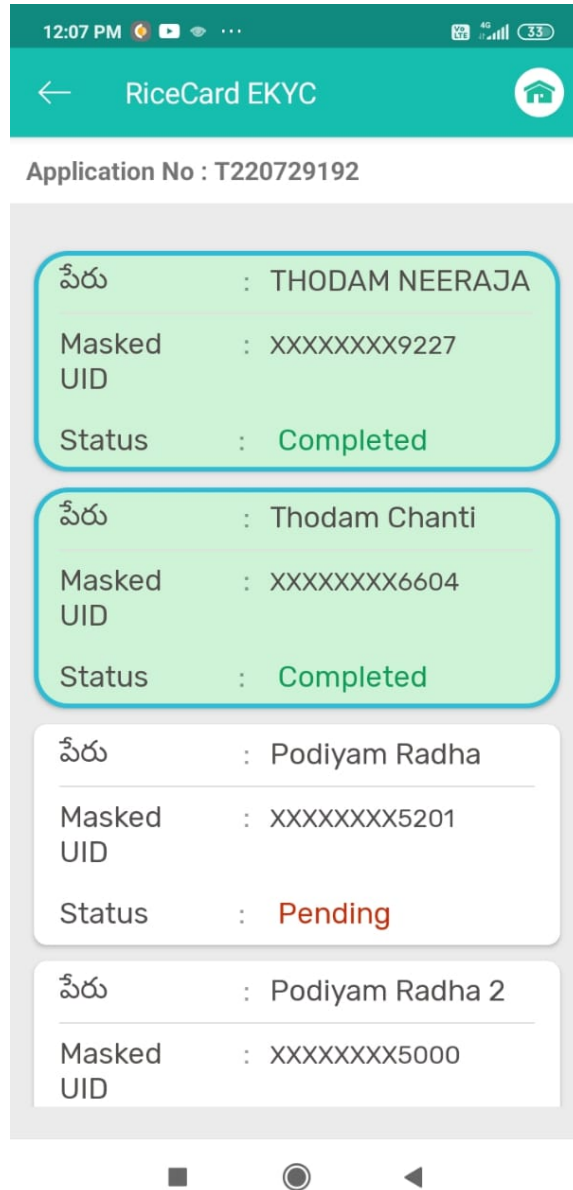 12:07 PM ...
4G 33
RiceCard EKYC
Application No : T220729192
పేరు : THODAM NEERAJA
Masked UID : XXXXXXXX9227
Status : Completed
పేరు : Thodam Chanti
Masked UID : XXXXXXXX6604
Status : Completed
పేరు : Podiyam Radha
Masked UID : XXXXXXXX5201
Status : Pending
పేరు : Podiyam Radha 2
Masked UID : XXXXXXXX5000